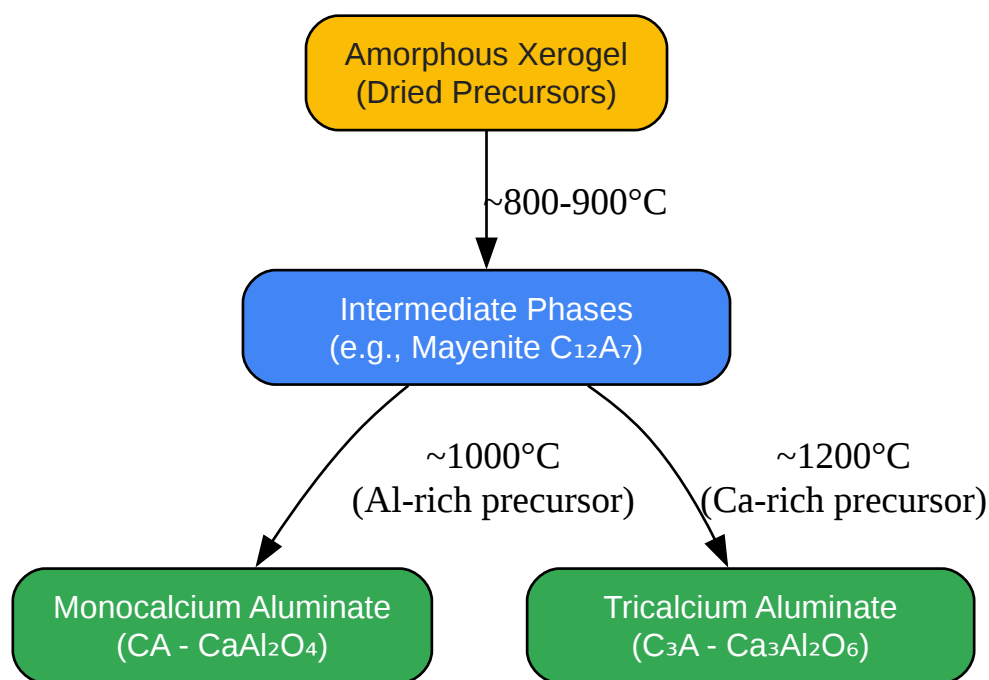 Amorphous Xerogel
(Dried Precursors)
~800-900°C
Intermediate Phases
(e.g., Mayenite C₁₂A₇)
~1000°C
(Al-rich precursor)
~1200°C
(Ca-rich precursor)
Monocalcium Aluminate
(CA - CaAl₂O₄)
Tricalcium Aluminate
(C₃A - Ca₃Al₂O₆)